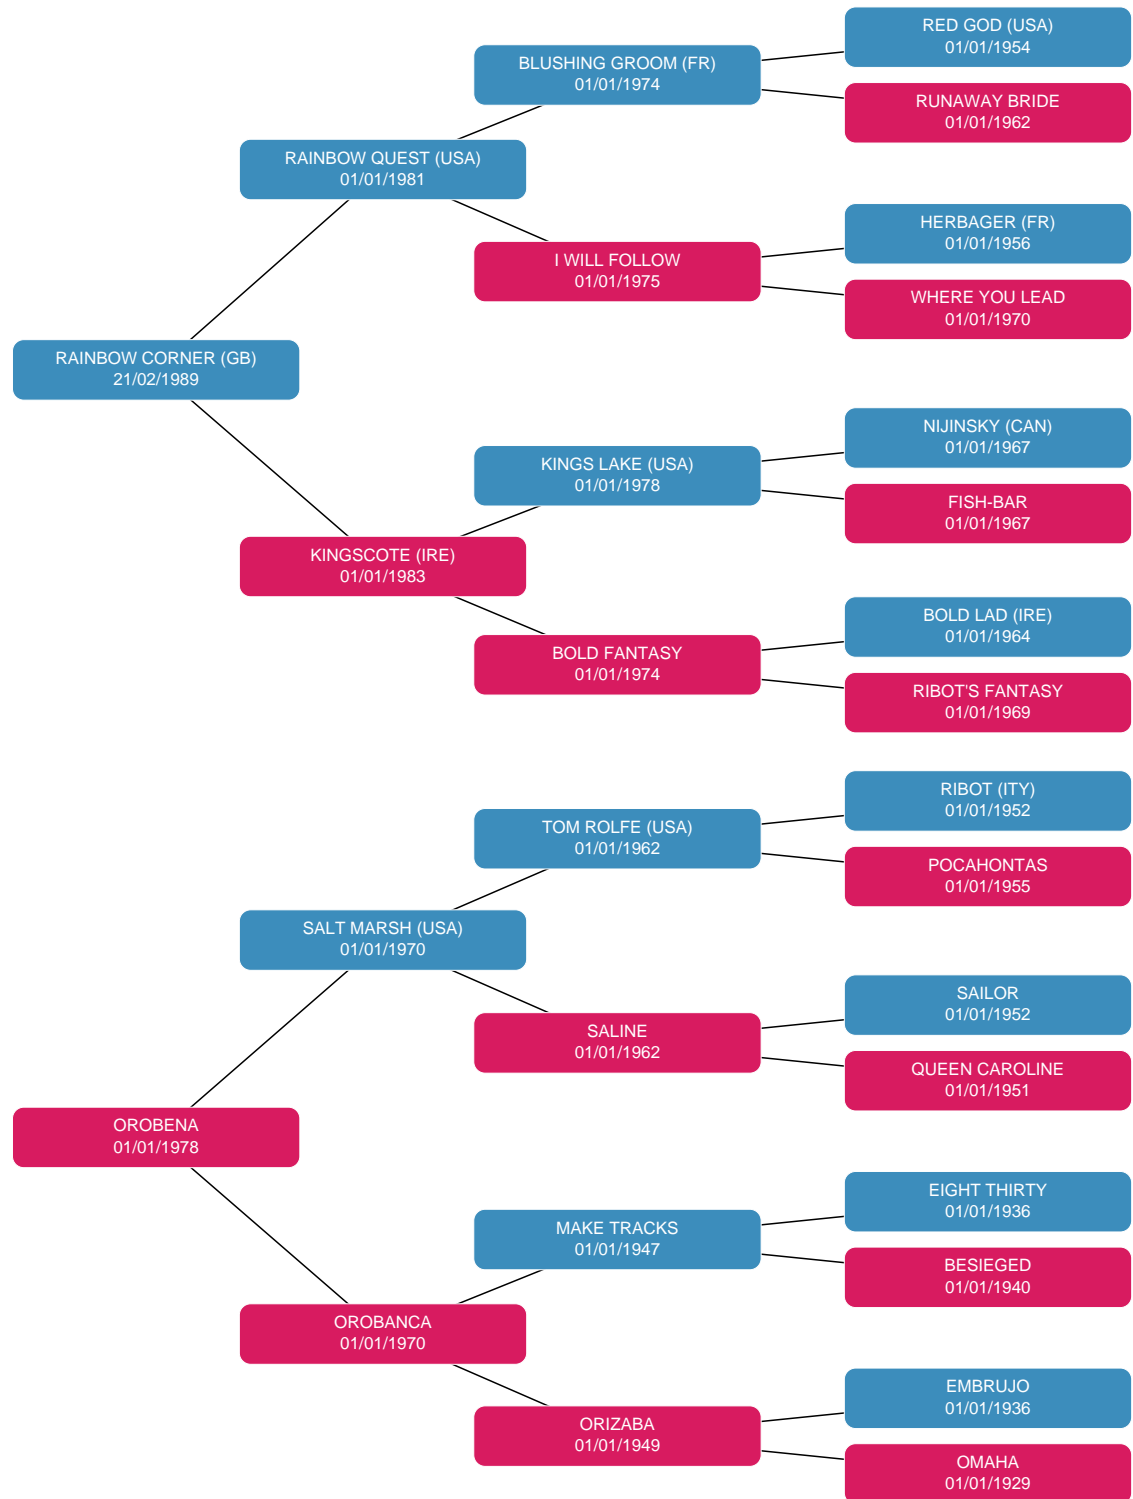 RED GOD (USA)
01/01/1954
BLUSHING GROOM (FR)
01/01/1974
RUNAWAY BRIDE
01/01/1962
RAINBOW QUEST (USA)
01/01/1981
HERBAGER (FR)
01/01/1956
I WILL FOLLOW
01/01/1975
WHERE YOU LEAD
01/01/1970
RAINBOW CORNER (GB)
21/02/1989
NIJINSKY (CAN)
01/01/1967
KINGS LAKE (USA)
01/01/1978
FISH-BAR
01/01/1967
KINGSCOTE (IRE)
01/01/1983
BOLD LAD (IRE)
01/01/1964
BOLD FANTASY
01/01/1974
RIBOT'S FANTASY
01/01/1969
RIBOT (ITY)
01/01/1952
TOM ROLFE (USA)
01/01/1962
POCAHONTAS
01/01/1955
SALT MARSH (USA)
01/01/1970
SAILOR
01/01/1952
SALINE
01/01/1962
QUEEN CAROLINE
01/01/1951
OROBENA
01/01/1978
EIGHT THIRTY
01/01/1936
MAKE TRACKS
01/01/1947
BESIEGED
01/01/1940
OROBANCA
01/01/1970
EMBRUJO
01/01/1936
ORIZABA
01/01/1949
OMAHA
01/01/1929